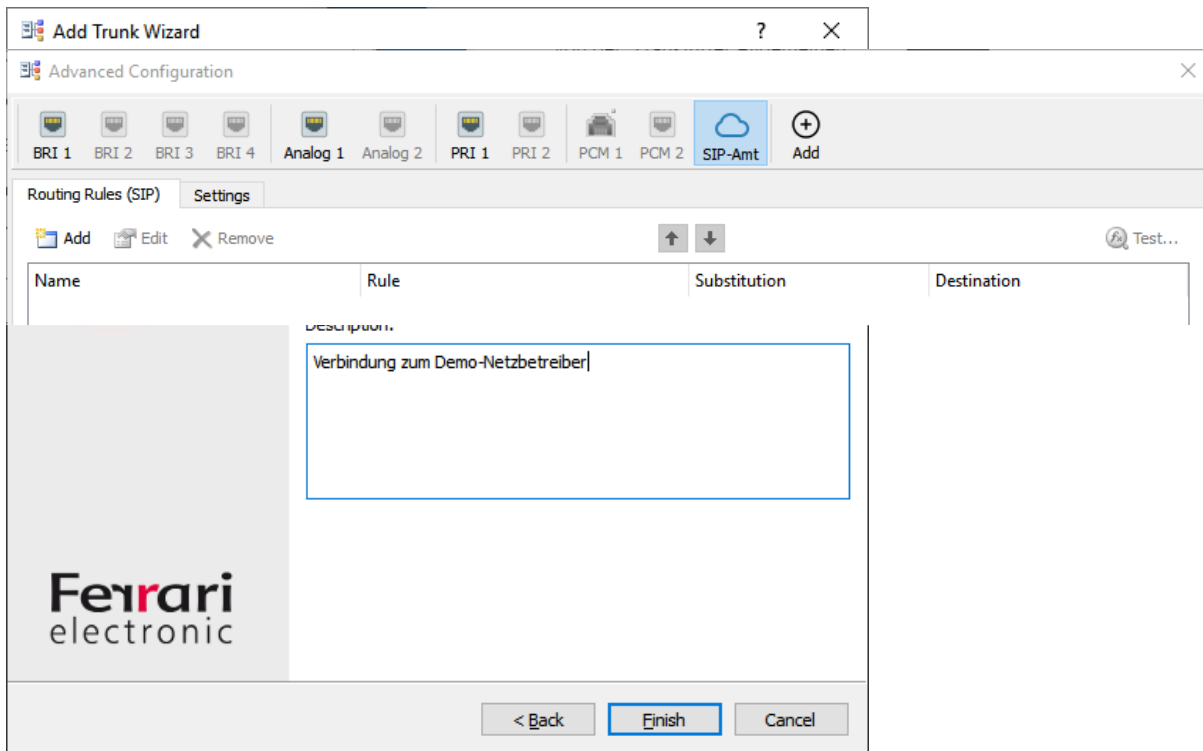 Add Trunk Wizard ?
Advanced Configuration
BRI 1 BRI 2 BRI 3 BRI 4 Analog 1 Analog 2 PRI 1 PRI 2 PCM 1 PCM 2 SIP-Amt Add
Routing Rules (SIP) Settings
Add Edit Remove Test...
Name Rule Substitution Destination
Description:
Verbindung zum Demo-Netzbetreiber
Ferrari
electronic
< Back Finish Cancel